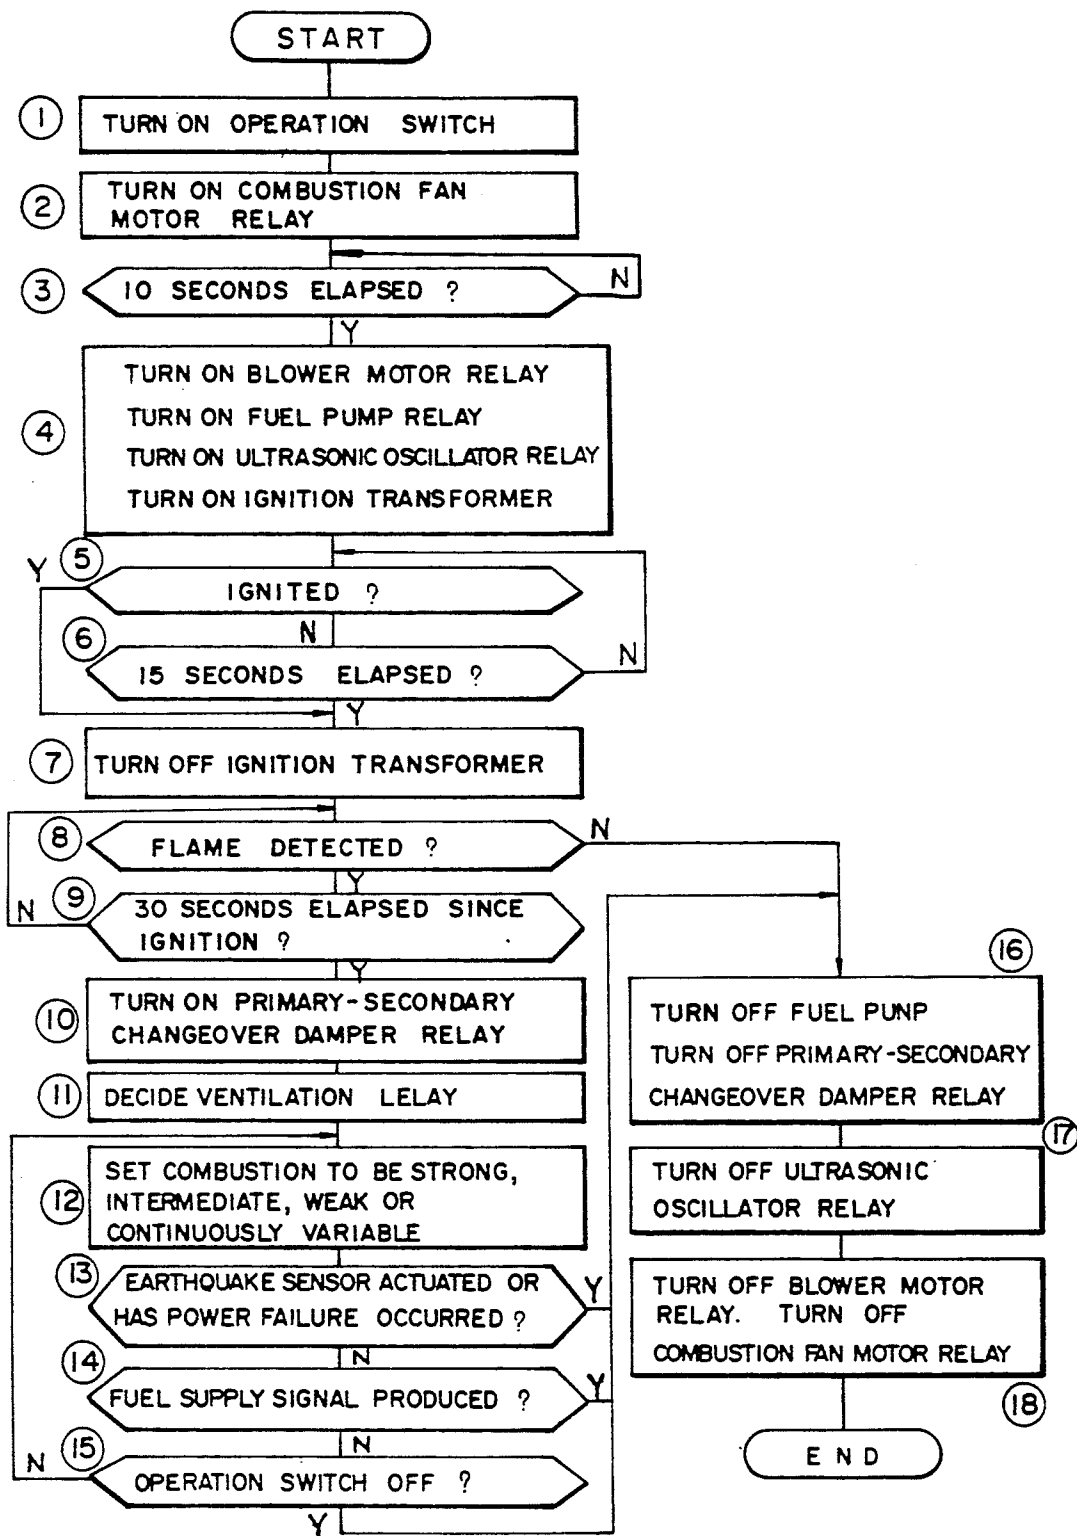 START
1
TURN ON OPERATION SWITCH
2
TURN ON COMBUSTION FAN
MOTOR RELAY
3
10 SECONDS ELAPSED ?
N
Y
4
TURN ON BLOWER MOTOR RELAY
TURN ON FUEL PUMP RELAY
TURN ON ULTRASONIC OSCILLATOR RELAY
TURN ON IGNITION TRANSFORMER
5
Y
IGNITED ?
N
6
15 SECONDS ELAPSED ?
N
Y
7
TURN OFF IGNITION TRANSFORMER
8
FLAME DETECTED ?
N
Y
9
N
30 SECONDS ELAPSED SINCE
IGNITION ?
Y
10
TURN ON PRIMARY-SECONDARY
CHANGEOVER DAMPER RELAY
11
DECIDE VENTILATION LELAY
12
SET COMBUSTION TO BE STRONG,
INTERMEDIATE, WEAK OR
CONTINUOUSLY VARIABLE
13
EARTHQUAKE SENSOR ACTUATED OR
HAS POWER FAILURE OCCURRED ?
Y
N
14
FUEL SUPPLY SIGNAL PRODUCED ?
Y
N
15
N
OPERATION SWITCH OFF ?
Y
16
TURN OFF FUEL PUNP
TURN OFF PRIMARY-SECONDARY
CHANGEOVER DAMPER RELAY
17
TURN OFF ULTRASONIC
OSCILLATOR RELAY
TURN OFF BLOWER MOTOR
RELAY. TURN OFF
COMBUSTION FAN MOTOR RELAY
18
END